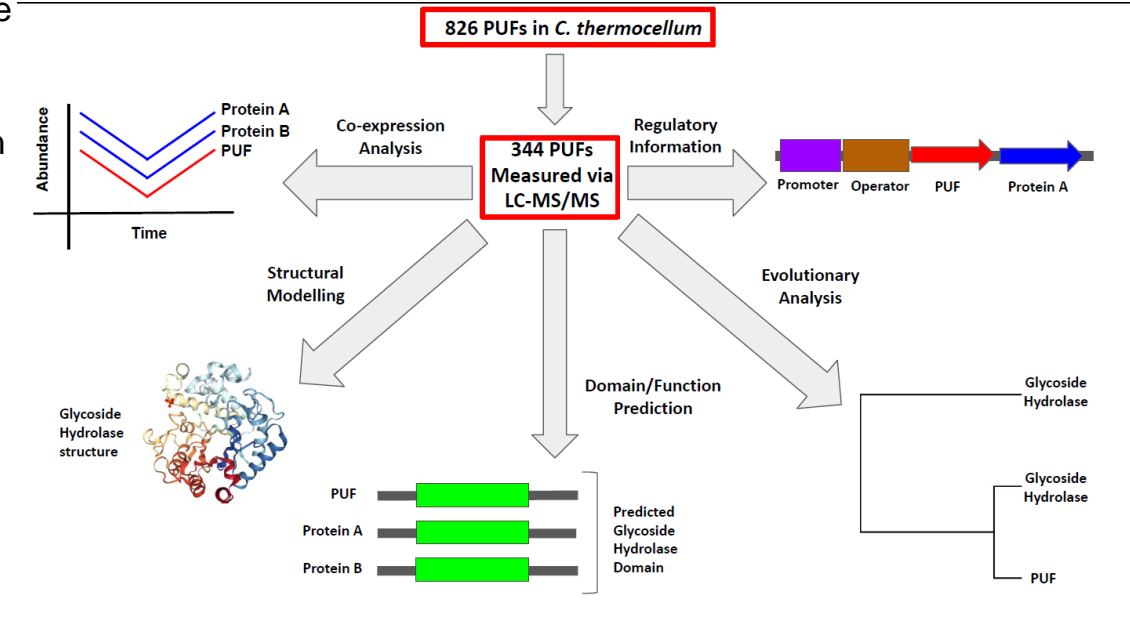 e
n
826 PUFs in C. thermocellum
344 PUFs
Measured via
LC-MS/MS
Co-expression
Analysis
Regulatory
Information
Abundance
Protein A
Protein B
PUF
Time
Promoter
Operator
PUF
Protein A
Structural
Modelling
Evolutionary
Analysis
Domain/Function
Prediction
Glycoside
Hydrolase
structure
Glycoside
Hydrolase
Glycoside
Hydrolase
PUF
PUF
Protein A
Protein B
Predicted
Glycoside
Hydrolase
Domain